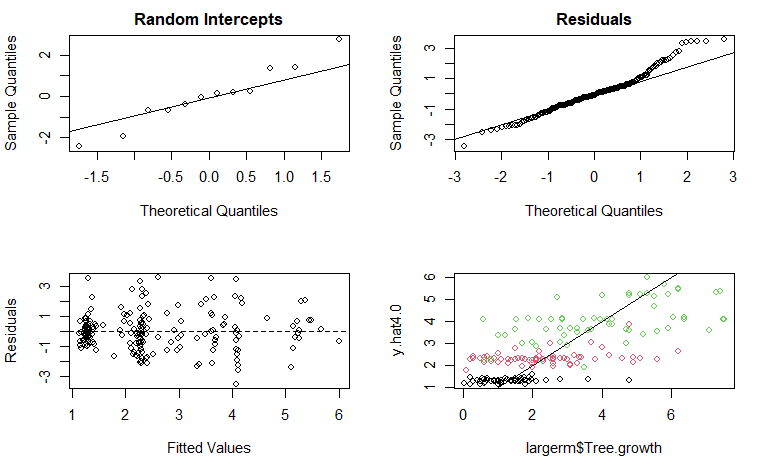 Random Intercepts
Sample Quantiles
2
0
-2
-1.5 -0.5 0.0 0.5 1.0 1.5
Theoretical Quantiles
Residuals
Sample Quantiles
3
1
-1
-3
-3 -2 -1 0 1 2 3
Theoretical Quantiles
Residuals
3
1
-1
-3
1 2 3 4 5 6
Fitted Values
y.hat4.0
6
5
4
3
2
1
0 2 4 6
largerm$Tree.growth